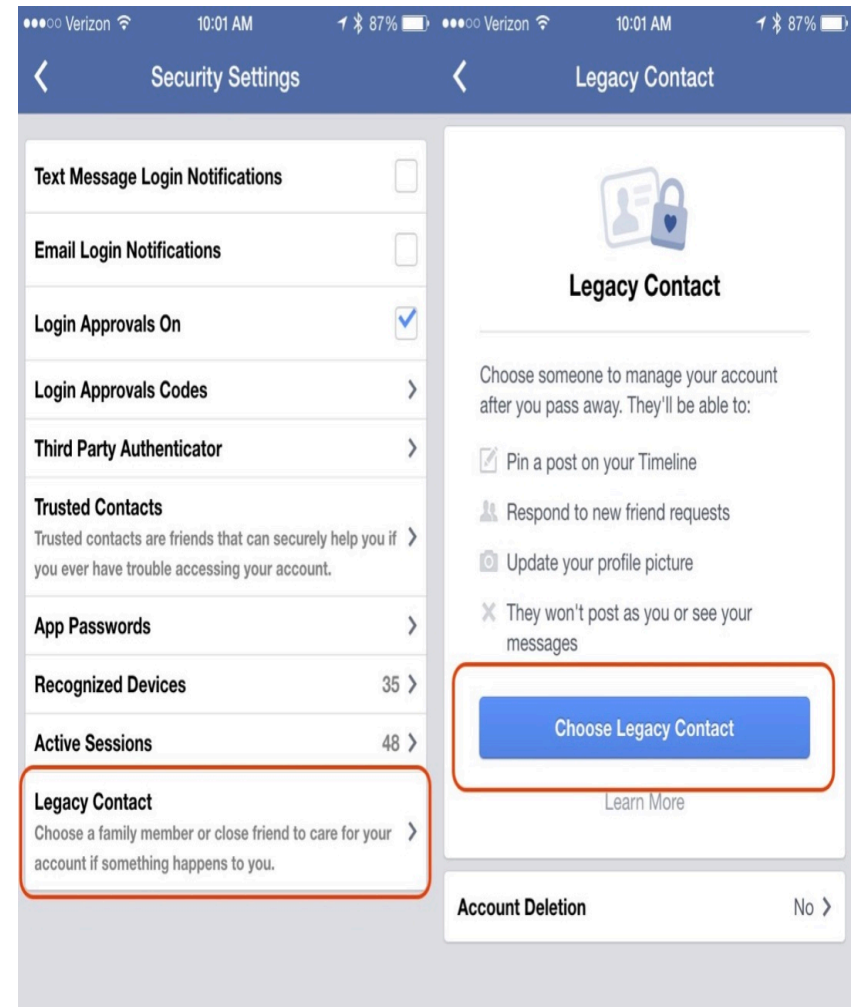 Verizon 10:01 AM 87%
Security Settings
Text Message Login Notifications
Email Login Notifications
Login Approvals On
Login Approvals Codes
Third Party Authenticator
Trusted Contacts
Trusted contacts are friends that can securely help you if
you ever have trouble accessing your account.
App Passwords
Recognized Devices 35
Active Sessions 48
Legacy Contact
Choose a family member or close friend to care for your
account if something happens to you.
Verizon 10:01 AM 87%
Legacy Contact
Legacy Contact
Choose someone to manage your account
after you pass away. They'll be able to:
Pin a post on your Timeline
Respond to new friend requests
Update your profile picture
They won't post as you or see your
messages
Choose Legacy Contact
Learn More
Account Deletion No